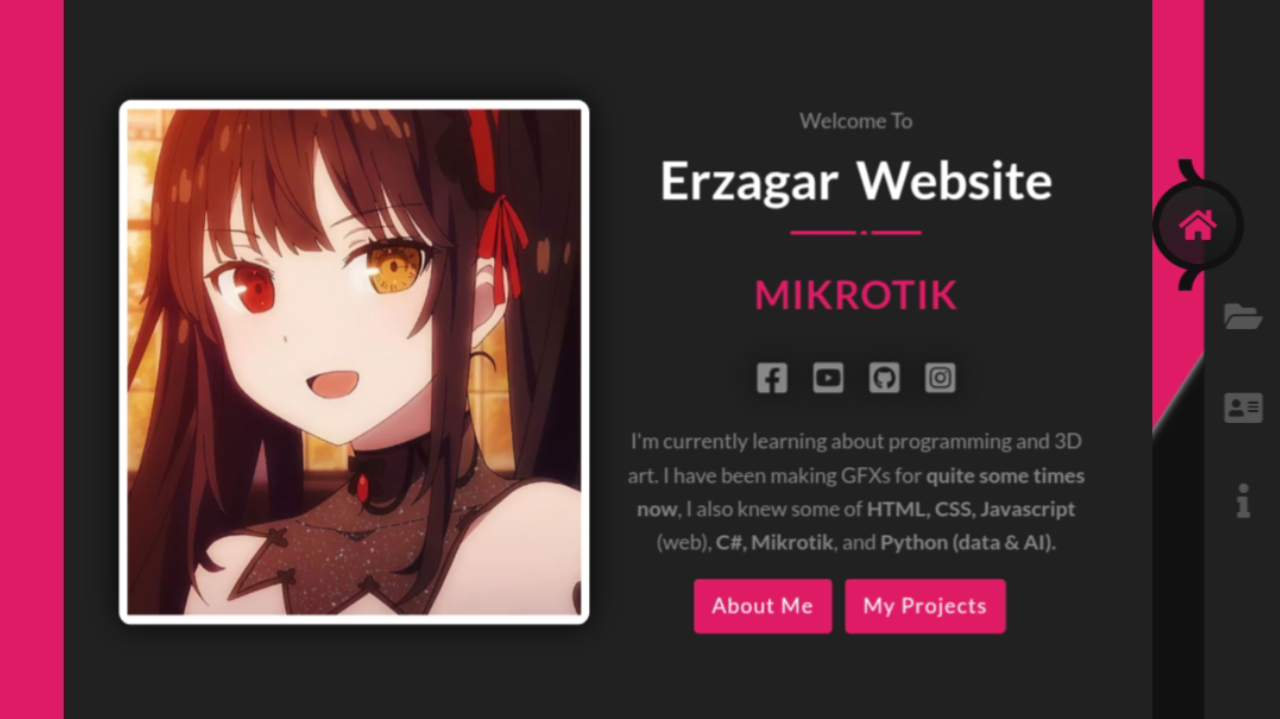 Welcome To
Erzagar Website
MIKROTIK
I'm currently learning about programming and 3D
art. I have been making GFXs for quite some times
now, I also knew some of HTML, CSS, Javascript
(web), C#, Mikrotik, and Python (data & AI).
About Me
My Projects